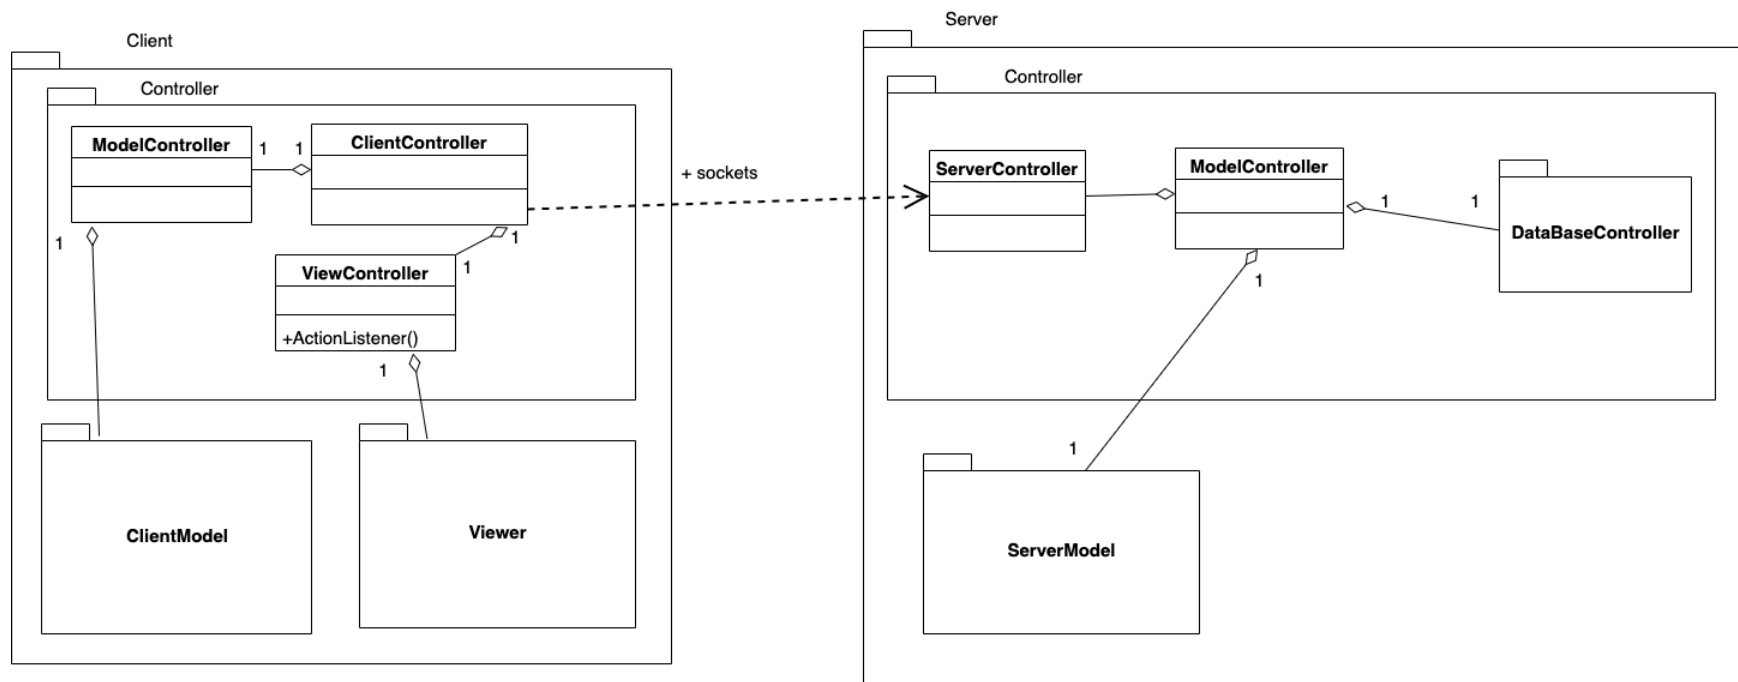 Client
Controller
ModelController
1
1
ClientController
1
1
1
ViewController
+ActionListener()
1
ClientModel
Viewer
+ sockets
Server
Controller
ServerController
ModelController
1
1
DataBaseController
1
1
ServerModel